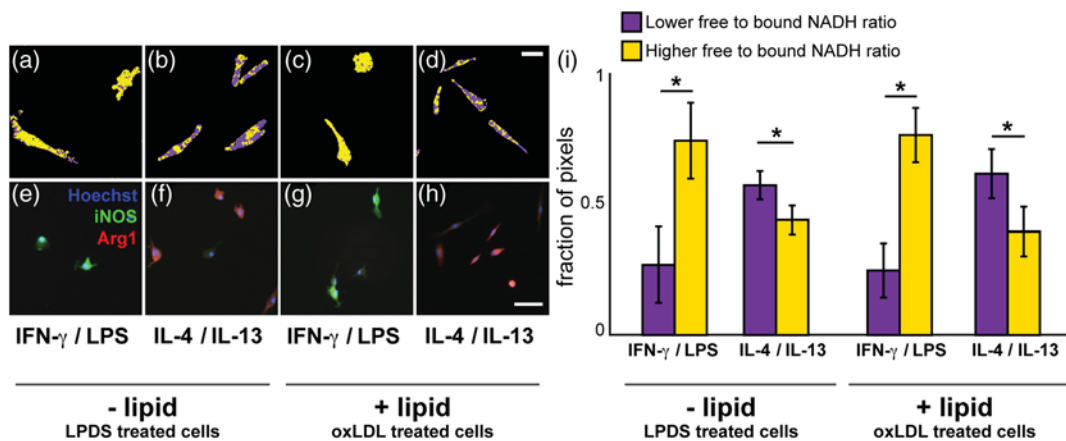 Lower free to bound NADH ratio
Higher free to bound NADH ratio
(a)
(b)
(c)
(d)
(i)
(e)
(f)
(g)
(h)
Hoechst
iNOS
Arg1
IFN-γ / LPS
IL-4 / IL-13
IFN-γ / LPS
IL-4 / IL-13
- lipid
LPDS treated cells
+ lipid
oxLDL treated cells
fraction of pixels
1
0.5
0
*
*
*
*
IFN-γ / LPS
IL-4 / IL-13
IFN-γ / LPS
IL-4 / IL-13
- lipid
LPDS treated cells
+ lipid
oxLDL treated cells